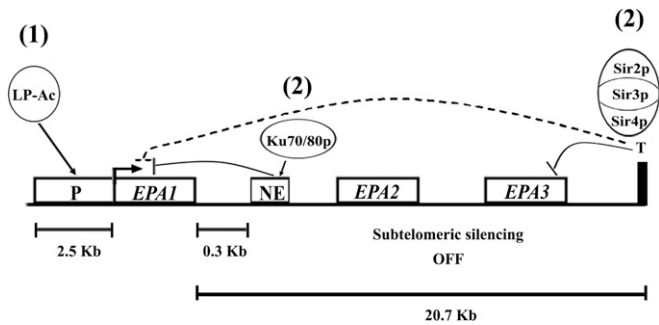 (1)
(2)
LP-Ac
(2)
Sir2p
Sir3p
Sir4p
Ku70/80p
T
P
EPA1
NE
EPA2
EPA3
2.5 Kb
0.3 Kb
Subtelomeric silencing
OFF
20.7 Kb